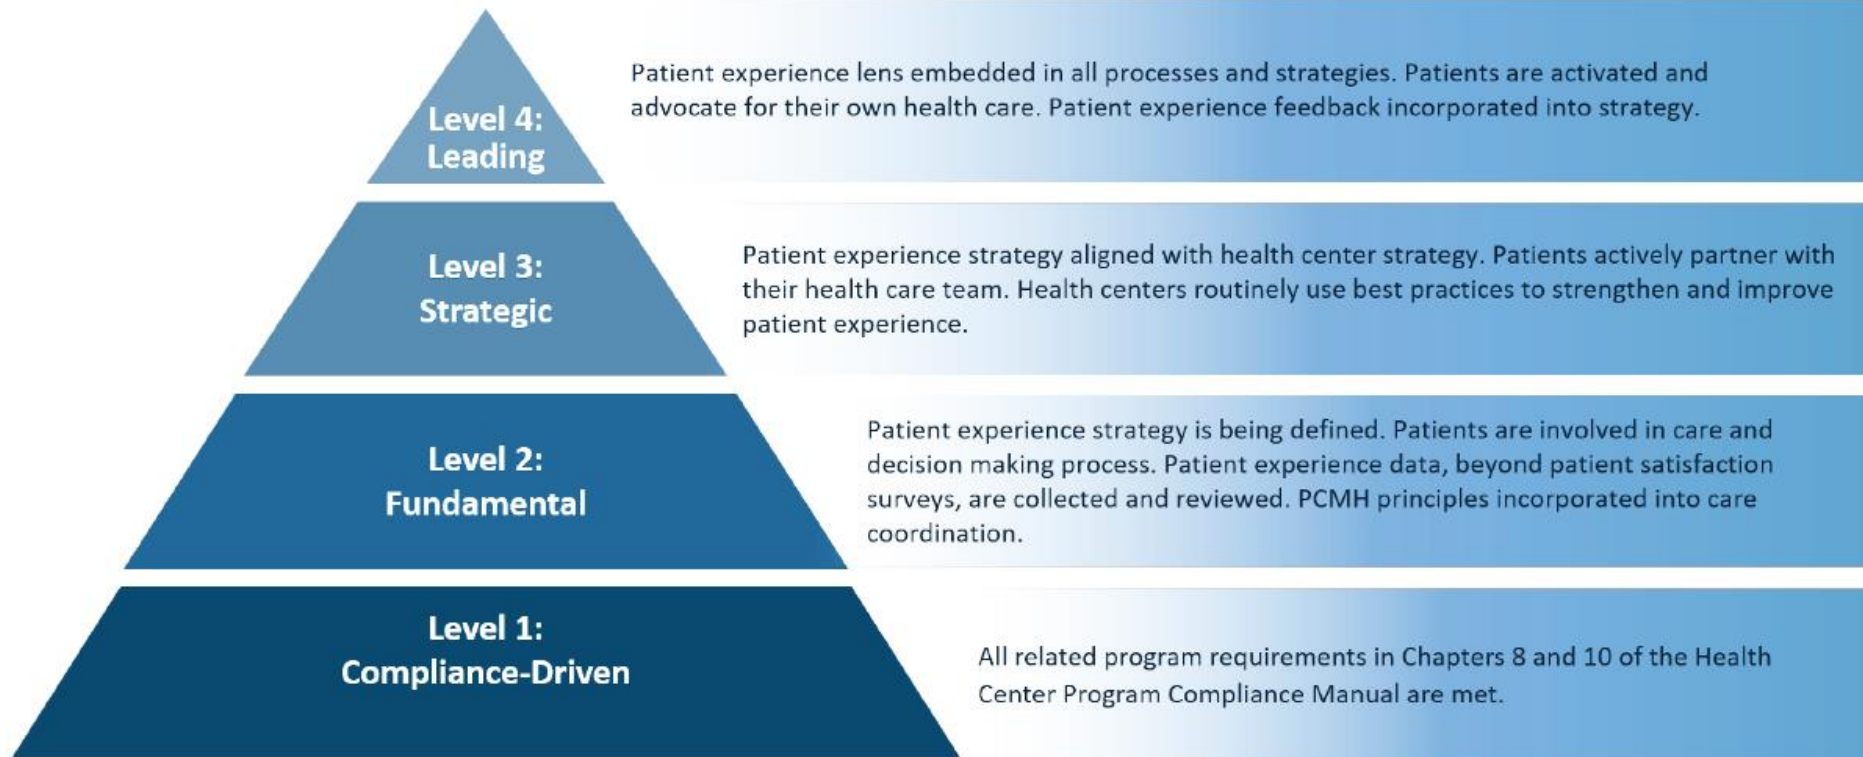 Level 4:
Leading
Patient experience lens embedded in all processes and strategies. Patients are activated and
advocate for their own health care. Patient experience feedback incorporated into strategy.
Level 3:
Strategic
Patient experience strategy aligned with health center strategy. Patients actively partner with
their health care team. Health centers routinely use best practices to strengthen and improve
patient experience.
Level 2:
Fundamental
Patient experience strategy is being defined. Patients are involved in care and
decision making process. Patient experience data, beyond patient satisfaction
surveys, are collected and reviewed. PCMH principles incorporated into care
coordination.
Level 1:
Compliance-Driven
All related program requirements in Chapters 8 and 10 of the Health
Center Program Compliance Manual are met.